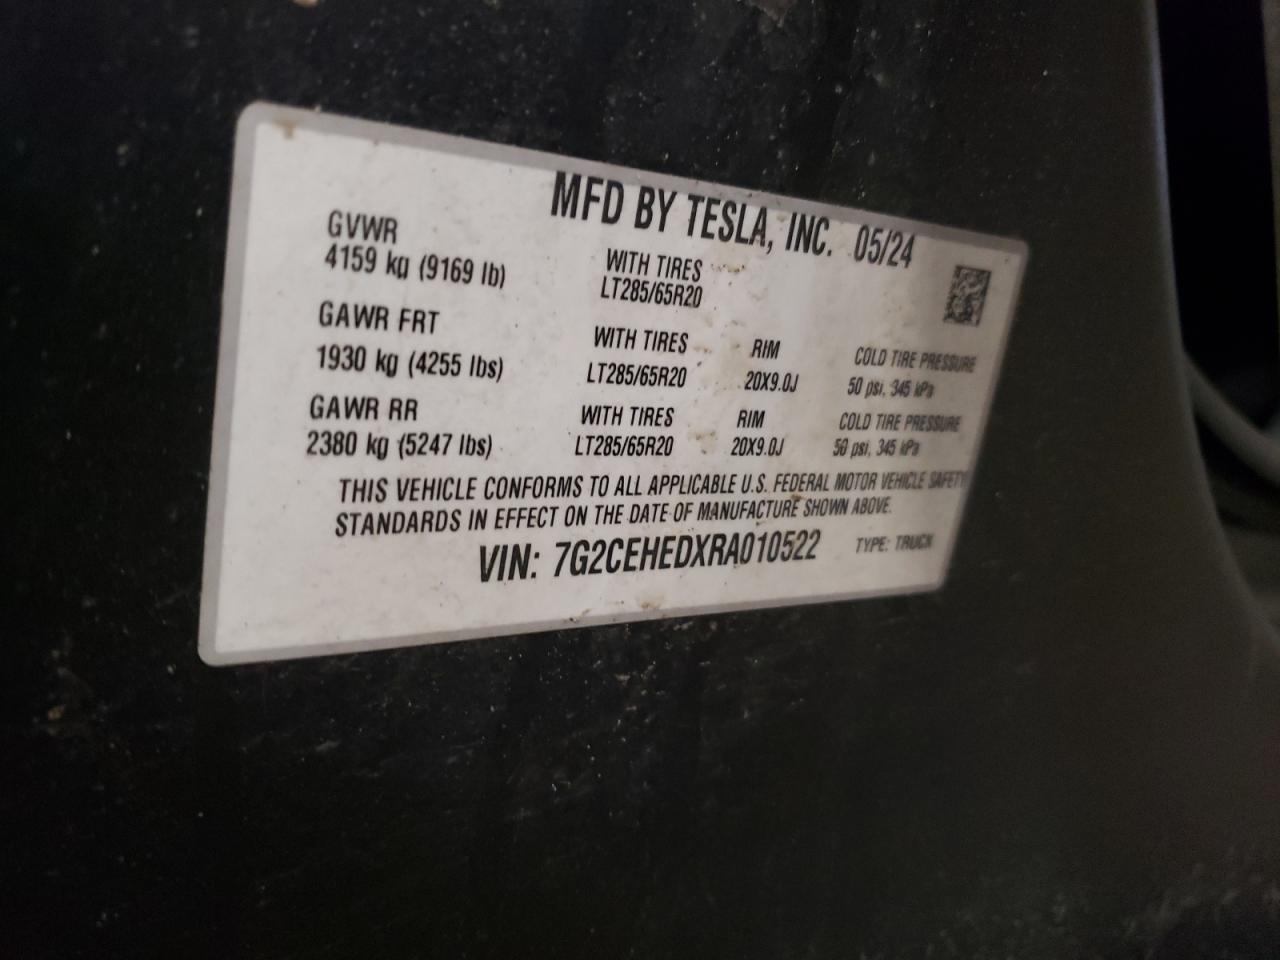 MFD BY TESLA, INC. 05/24
GVWR
4159 kg (9169 lb)
WITH TIRES
LT285/65R20
GAWR FRT
1930 kg (4255 lbs)
WITH TIRES
LT285/65R20
RIM
20X9.0J
COLD TIRE PRESSURE
50 psi, 345 kPa
GAWR RR
2380 kg (5247 lbs)
WITH TIRES
LT285/65R20
RIM
20X9.0J
COLD TIRE PRESSURE
50 psi, 345 kPa
THIS VEHICLE CONFORMS TO ALL APPLICABLE U.S. FEDERAL MOTOR VEHICLE SAFETY
STANDARDS IN EFFECT ON THE DATE OF MANUFACTURE SHOWN ABOVE.
VIN: 7G2CEHEDXRA010522 TYPE: TRUCK